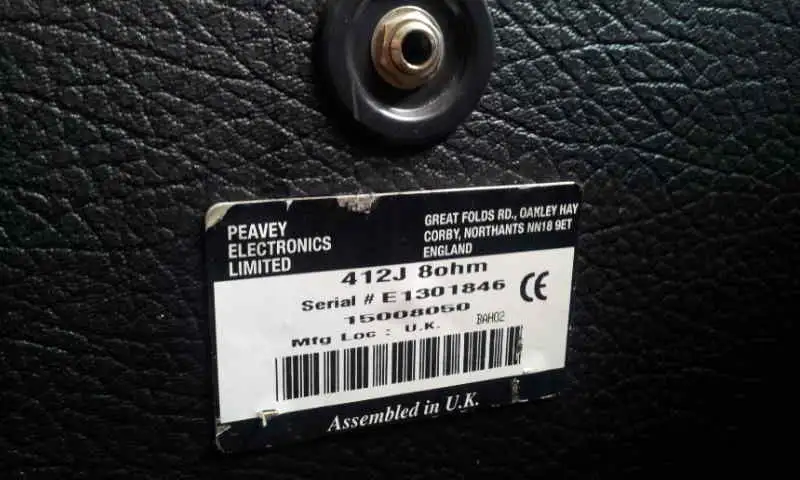 PEAVEY
ELECTRONICS
LIMITED
GREAT FOLDS RD., OAKLEY HAY
CORBY, NORTHANTS NN18 9ET
ENGLAND
412J 8ohm
Serial # E1301846
15008050
Mfg Loc : U.K.
BAH02
CE
Assembled in U.K.